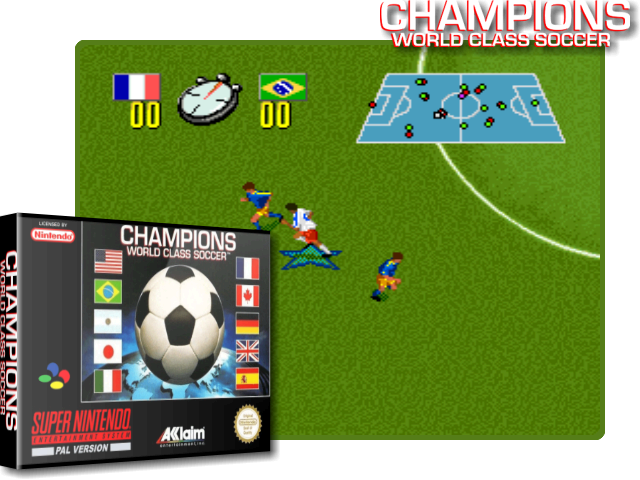 CHAMPIONS
WORLD CLASS SOCCER
00
00
LICENSED BY
Nintendo
CHAMPIONS
WORLD CLASS SOCCER™
CHAMPIONS
WORLD CLASS SOCCER
SUPER NINTENDO
ENTERTAINMENT SYSTEM
PAL VERSION
AKKlaim
entertainment, inc.